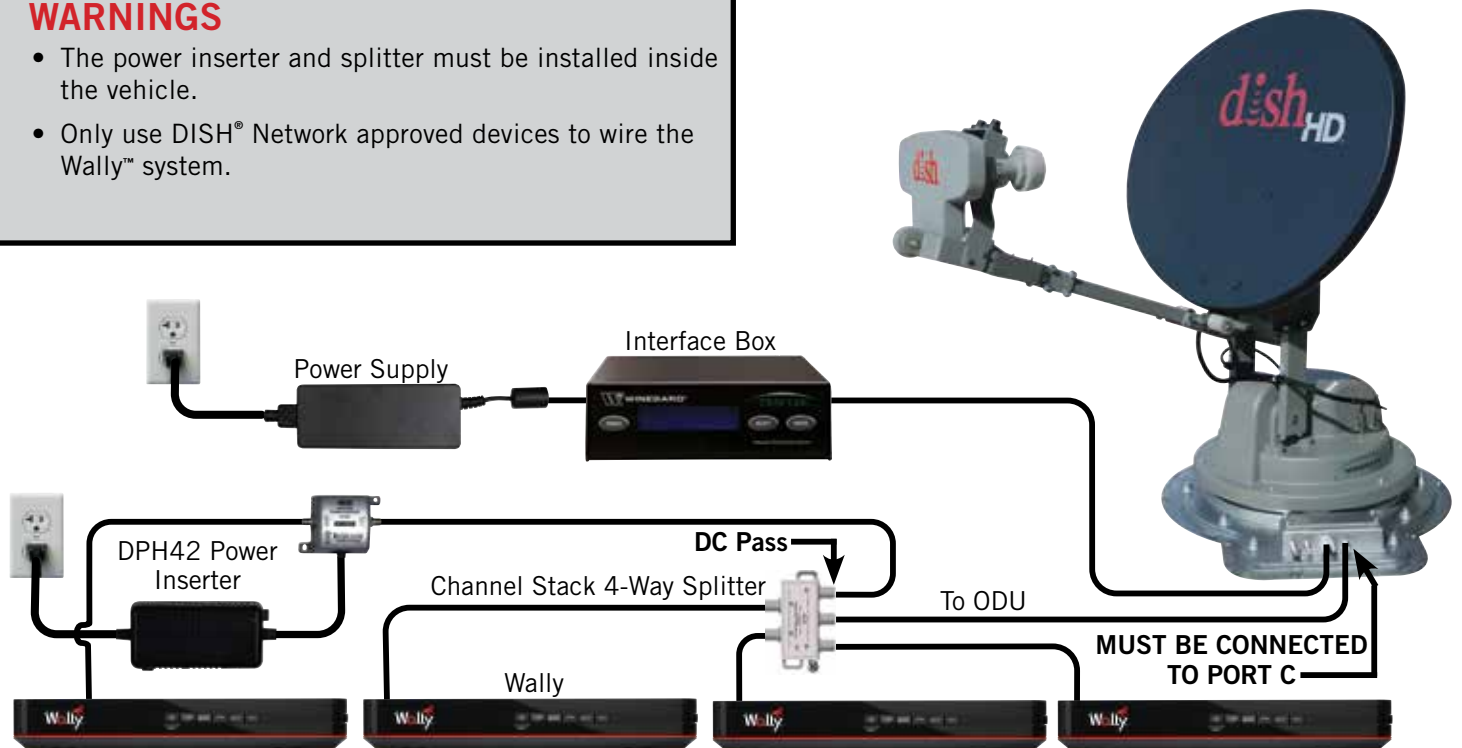 WARNINGS
• The power inserter and splitter must be installed inside
the vehicle.
• Only use DISH® Network approved devices to wire the
Wally™ system.
dish HD
dish
Interface Box
Power Supply
WINEGARD
DPH42 Power
Inserter
DC Pass
Channel Stack 4-Way Splitter
To ODU
MUST BE CONNECTED
TO PORT C
Wally
Wally
Wally
Wally
Wally